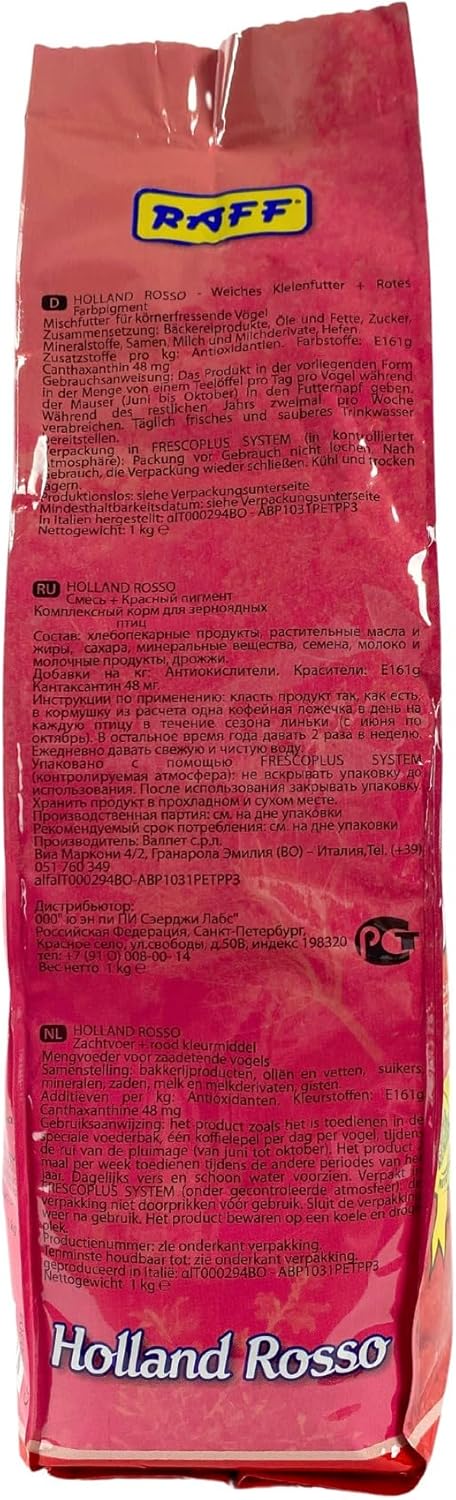 RAFF
D HOLLAND ROSSO - Weiches Kleienfutter + Rotes
Farbpigment
Mischfutter für körnerfressende Vögel
Zusammensetzung: Bäckereiprodukte, Öle und Fette, Zucker,
Mineralstoffe, Samen, Milch und Milchderivate, Hefen.
Zusatzstoffe pro kg: Antioxidantien. Farbstoffe: E161g
Canthaxanthin 48 mg
Gebrauchsanweisung: Das Produkt in der vorliegenden Form
in der Menge von einem Teelöffel pro Tag pro Vogel während
der Mauser (Juni bis Oktober) in den Futternapf geben.
Während des restlichen Jahrs zweimal pro Woche
verabreichen. Täglich frisches und sauberes Trinkwasser
bereitstellen.
Verpackung in FRESCOPLUS SYSTEM (in kontrollierter
Atmosphäre): Packung vor Gebrauch nicht lochen. Nach
Gebrauch, die Verpackung wieder schließen. Kühl und trocken
lagern.
Produktionslos: siehe Verpackungsunterseite
Mindesthaltbarkeitsdatum: siehe Verpackungsunterseite
In Italien hergestellt: αIT000294BO - ABP1031PETPP3
Nettogewicht: 1 kg ℮
RU HOLLAND ROSSO
Смесь + Красный пигмент
Комплексный корм для зерноядных
птиц
Состав: хлебопекарные продукты, растительные масла и
жиры, сахара, минеральные вещества, семена, молоко и
молочные продукты, дрожжи.
Добавки на кг: Антиокислители. Красители: E161g
Кантаксантин 48 мг.
Инструкции по применению: класть продукт так, как есть,
в кормушку из расчета одна кофейная лежечка в день на
каждую птицу в течение сезона линьки (с июня по
октябрь). В остальное время года давать 2 раза в неделю.
Ежедневно давать свежую и чистую воду.
Упаковано с помощью FRESCOPLUS SYSTEM
(контролируемая атмосфера): не вскрывать упаковку до
использования. После использования закрывать упаковку.
Хранить продукт в прохладном и сухом месте.
Производственная партия: см. на дне упаковки
Рекомендуемый срок потребления: см. на дне упаковки
Производитель: Валлет с.р.л.
Виа Маркони 4/2, Гранарола Эмилия (ВО) – Италия,Tel. (+39)
051 760 349
alfaIT000294BO-ABP1031PETPP3
Дистрибьютор:
000" ю эн пи ПИ Сэерджи Лабс"
Российская Федерация, Санкт-Петербург,
Красное село, ул.свободы, д.50В, индекс 198320
тел: +7 (91 O) 008-00- 14
Вес нетто 1 kg ℮
РСТ
NL HOLLAND ROSSO
Zachtvoer + rood kleurmiddel
Mengvoeder voor zaadetende vogels
Samenstelling: bakkerijproducten, oliën en vetten, suikers,
mineralen, zaden, melk en melkderivaten, gisten.
Additieven per kg: Antioxidanten. Kleurstoffen: E161g
Canthaxanthine 48 mg
Gebruiksaanwijzing: het product zoals het is toedienen in de
speciale voederbak, één koffielepel per dag per vogel, tijdens
de rui van de pluimage (van juni tot oktober). Het product
maal per week toedienen tijdens de andere periodes van he
jaar. Dagelijks vers en schoon water voorzien. Verpakt i
FRESCOPLUS SYSTEM (onder gecontroleerde atmosfeer), de
verpakking niet doorprikken vóór gebruik. Sluit de verpakkin
weer na gebruik. Het product bewaren op een koele en drog
plek.
Productienummer: zie onderkant verpakking.
Tenminste houdbaar tot: zie onderkant verpakking.
geproduceerd in Italië: αIT000294BO - ABP1031PETPP3
Nettogewicht 1 kg ℮
Holland Rosso